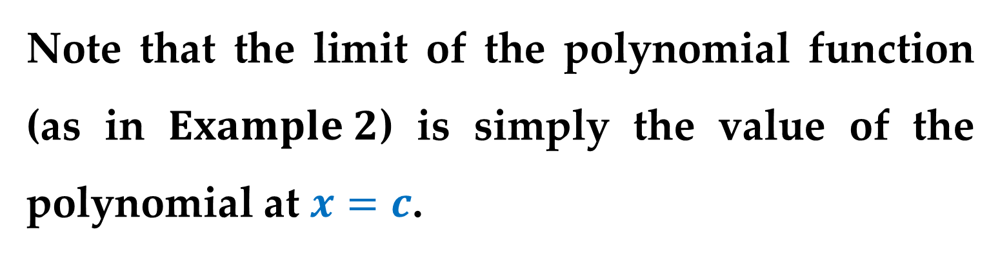 Note that the limit of the polynomial function
(as in Example 2) is simply the value of the
polynomial at x = c.